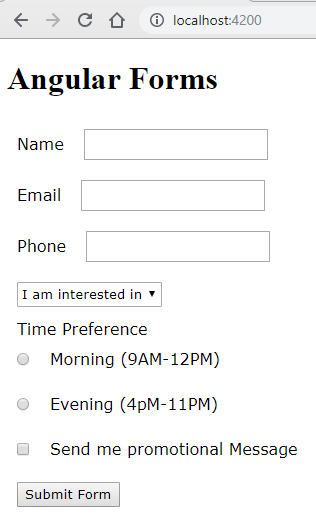 localhost:4200
Angular Forms
Name
Email
Phone
I am interested in
Time Preference
Morning (9AM-12PM)
Evening (4pM-11PM)
Send me promotional Message
Submit Form